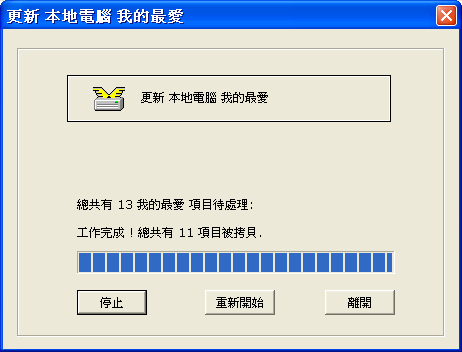 更新 本地電腦 我的最愛
更新 本地電腦 我的最愛
總共有 13 我的最愛 項目待處理:
工作完成！總共有 11 項目被拷貝.
停止
重新開始
離開